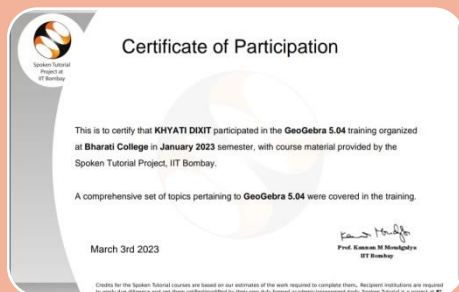 Certificate of Participation
Spoken Tutorial
Project at
IIT Bombay
This is to certify that KHYATI DIXIT participated in the GeoGebra 5.04 training organized
at Bharati College in January 2023 semester, with course material provided by the
Spoken Tutorial Project, IIT Bombay.
A comprehensive set of topics pertaining to GeoGebra 5.04 were covered in the training.
March 3rd 2023
Prof. Kannan M Moudgalya
IIT Bombay
Credits for the Spoken Tutorial courses are based on our estimates of the work required to complete them. Recipient institutions are required